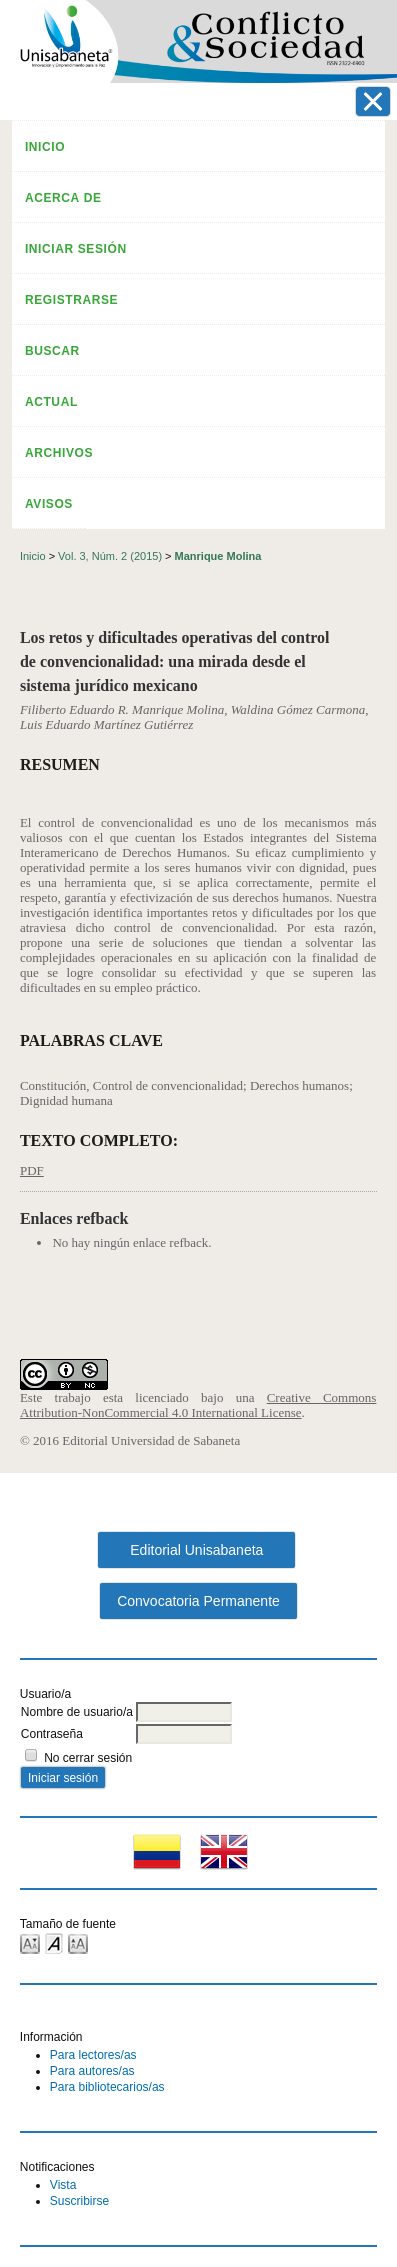 Unisabaneta
Innovación y Emprendimiento para la Paz
Conflicto
&Sociedad
ISSN 2322-6903
INICIO
ACERCA DE
INICIAR SESIÓN
REGISTRARSE
BUSCAR
ACTUAL
ARCHIVOS
AVISOS
Inicio > Vol. 3, Núm. 2 (2015) > Manrique Molina
Los retos y dificultades operativas del control
de convencionalidad: una mirada desde el
sistema jurídico mexicano
Filiberto Eduardo R. Manrique Molina, Waldina Gómez Carmona,
Luis Eduardo Martínez Gutiérrez
RESUMEN
El control de convencionalidad es uno de los mecanismos más
valiosos con el que cuentan los Estados integrantes del Sistema
Interamericano de Derechos Humanos. Su eficaz cumplimiento y
operatividad permite a los seres humanos vivir con dignidad, pues
es una herramienta que, si se aplica correctamente, permite el
respeto, garantía y efectivización de sus derechos humanos. Nuestra
investigación identifica importantes retos y dificultades por los que
atraviesa dicho control de convencionalidad. Por esta razón,
propone una serie de soluciones que tiendan a solventar las
complejidades operacionales en su aplicación con la finalidad de
que se logre consolidar su efectividad y que se superen las
dificultades en su empleo práctico.
PALABRAS CLAVE
Constitución, Control de convencionalidad; Derechos humanos;
Dignidad humana
TEXTO COMPLETO:
PDF
Enlaces refback
No hay ningún enlace refback.
cc BY NC
Este trabajo esta licenciado bajo una Creative Commons
Attribution-NonCommercial 4.0 International License.
© 2016 Editorial Universidad de Sabaneta
Editorial Unisabaneta
Convocatoria Permanente
Usuario/a
Nombre de usuario/a
Contraseña
No cerrar sesión
Iniciar sesión
Tamaño de fuente
Información
Para lectores/as
Para autores/as
Para bibliotecarios/as
Notificaciones
Vista
Suscribirse